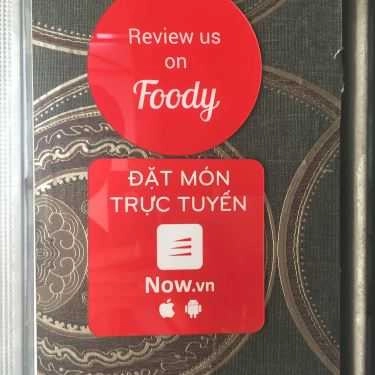 Review us
on
Foody
ĐẶT MÓN
TRỰC TUYẾN
Now.vn